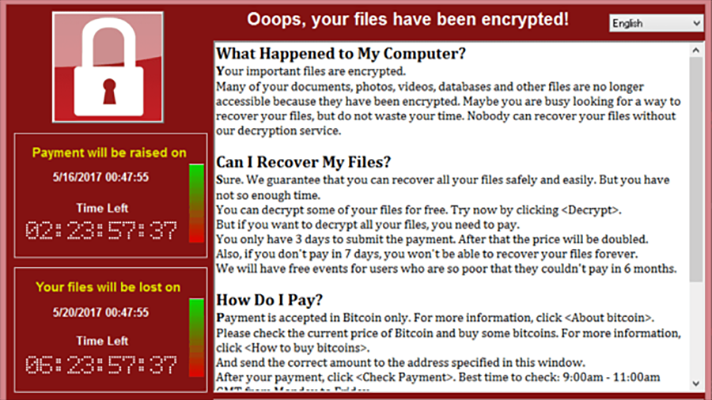 Ooops, your files have been encrypted!
English
Payment will be raised on
5/16/2017 00:47:55
Time Left
02:23:57:37
Your files will be lost on
5/20/2017 00:47:55
Time Left
06:23:57:37
What Happened to My Computer?
Your important files are encrypted.
Many of your documents, photos, videos, databases and other files are no longer
accessible because they have been encrypted. Maybe you are busy looking for a way to
recover your files, but do not waste your time. Nobody can recover your files without
our decryption service.
Can I Recover My Files?
Sure. We guarantee that you can recover all your files safely and easily. But you have
not so enough time.
You can decrypt some of your files for free. Try now by clicking <Decrypt>.
But if you want to decrypt all your files, you need to pay.
You only have 3 days to submit the payment. After that the price will be doubled.
Also, if you don't pay in 7 days, you won't be able to recover your files forever.
We will have free events for users who are so poor that they couldn't pay in 6 months.
How Do I Pay?
Payment is accepted in Bitcoin only. For more information, click <About bitcoin>.
Please check the current price of Bitcoin and buy some bitcoins. For more information,
click <How to buy bitcoins>.
And send the correct amount to the address specified in this window.
After your payment, click <Check Payment>. Best time to check: 9:00am - 11:00am
GMT from Monday to Friday.